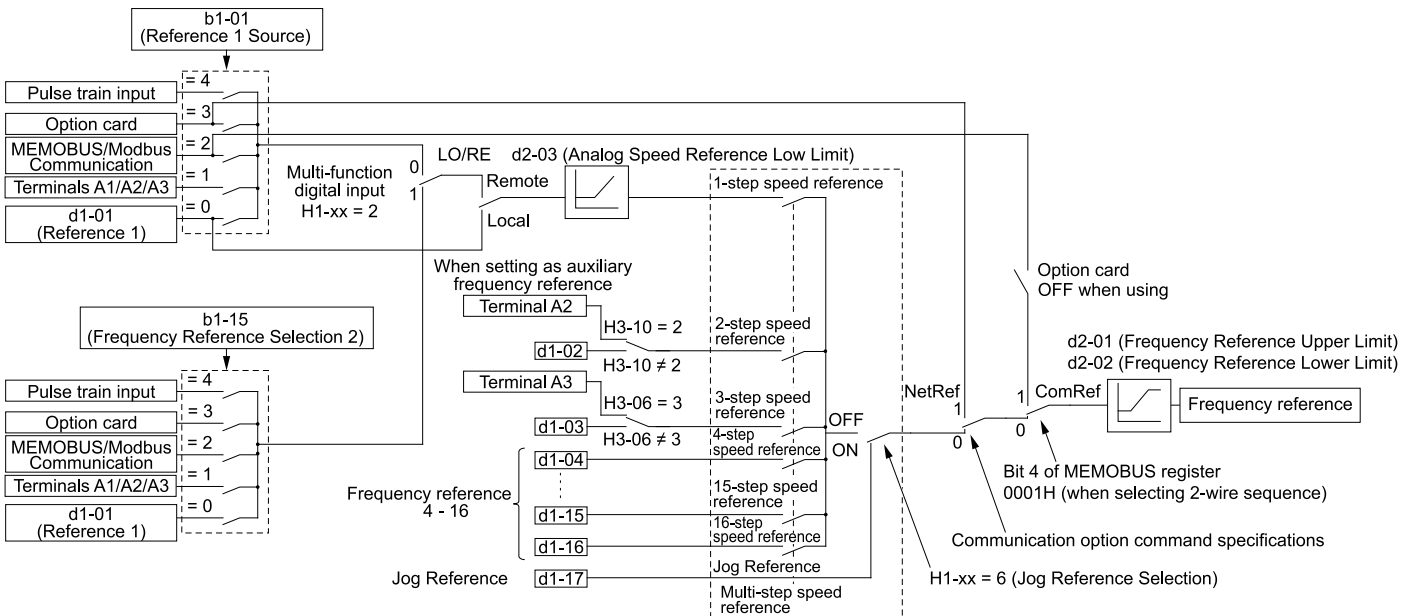 b1-01
(Reference 1 Source)
= 4
Pulse train input
= 3
Option card
= 2
MEMOBUS/Modbus
Communication
= 1
Terminals A1/A2/A3
= 0
d1-01
(Reference 1)
Multi-function
digital input
H1-xx = 2
0
1
LO/RE
Remote
Local
d2-03 (Analog Speed Reference Low Limit)
1-step speed reference
When setting as auxiliary
frequency reference
Terminal A2
H3-10 = 2
d1-02
H3-10 ≠ 2
2-step speed
reference
Terminal A3
H3-06 = 3
d1-03
H3-06 ≠ 3
3-step speed
reference
4-step
speed reference
d1-04
Frequency reference
4 - 16
d1-15
15-step speed
reference
16-step
speed reference
d1-16
Jog Reference
d1-17
Jog Reference
Multi-step speed
reference
b1-15
(Frequency Reference Selection 2)
= 4
Pulse train input
= 3
Option card
= 2
MEMOBUS/Modbus
Communication
= 1
Terminals A1/A2/A3
= 0
d1-01
(Reference 1)
OFF
ON
NetRef
1
0
Option card
OFF when using
1
0
ComRef
d2-01 (Frequency Reference Upper Limit)
d2-02 (Frequency Reference Lower Limit)
Frequency reference
Bit 4 of MEMOBUS register
0001H (when selecting 2-wire sequence)
Communication option command specifications
H1-xx = 6 (Jog Reference Selection)